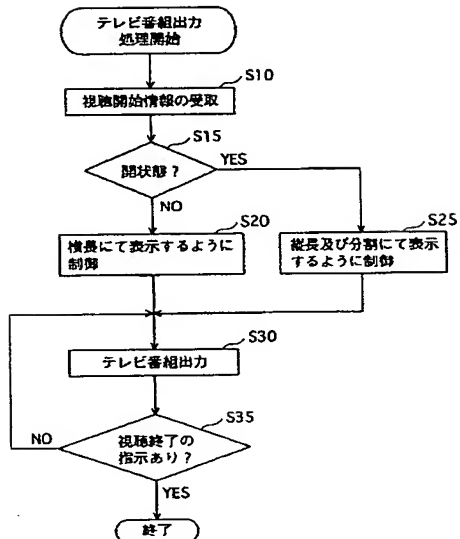 テレビ番組出力
処理開始
S10
視聴開始情報の受取
S15
開状態？
YES
NO
S20
横長にて表示するように
制御
S25
縦長及び分割にて表示
するように制御
S30
テレビ番組出力
S35
視聴終了の
指示あり？
NO
YES
終了